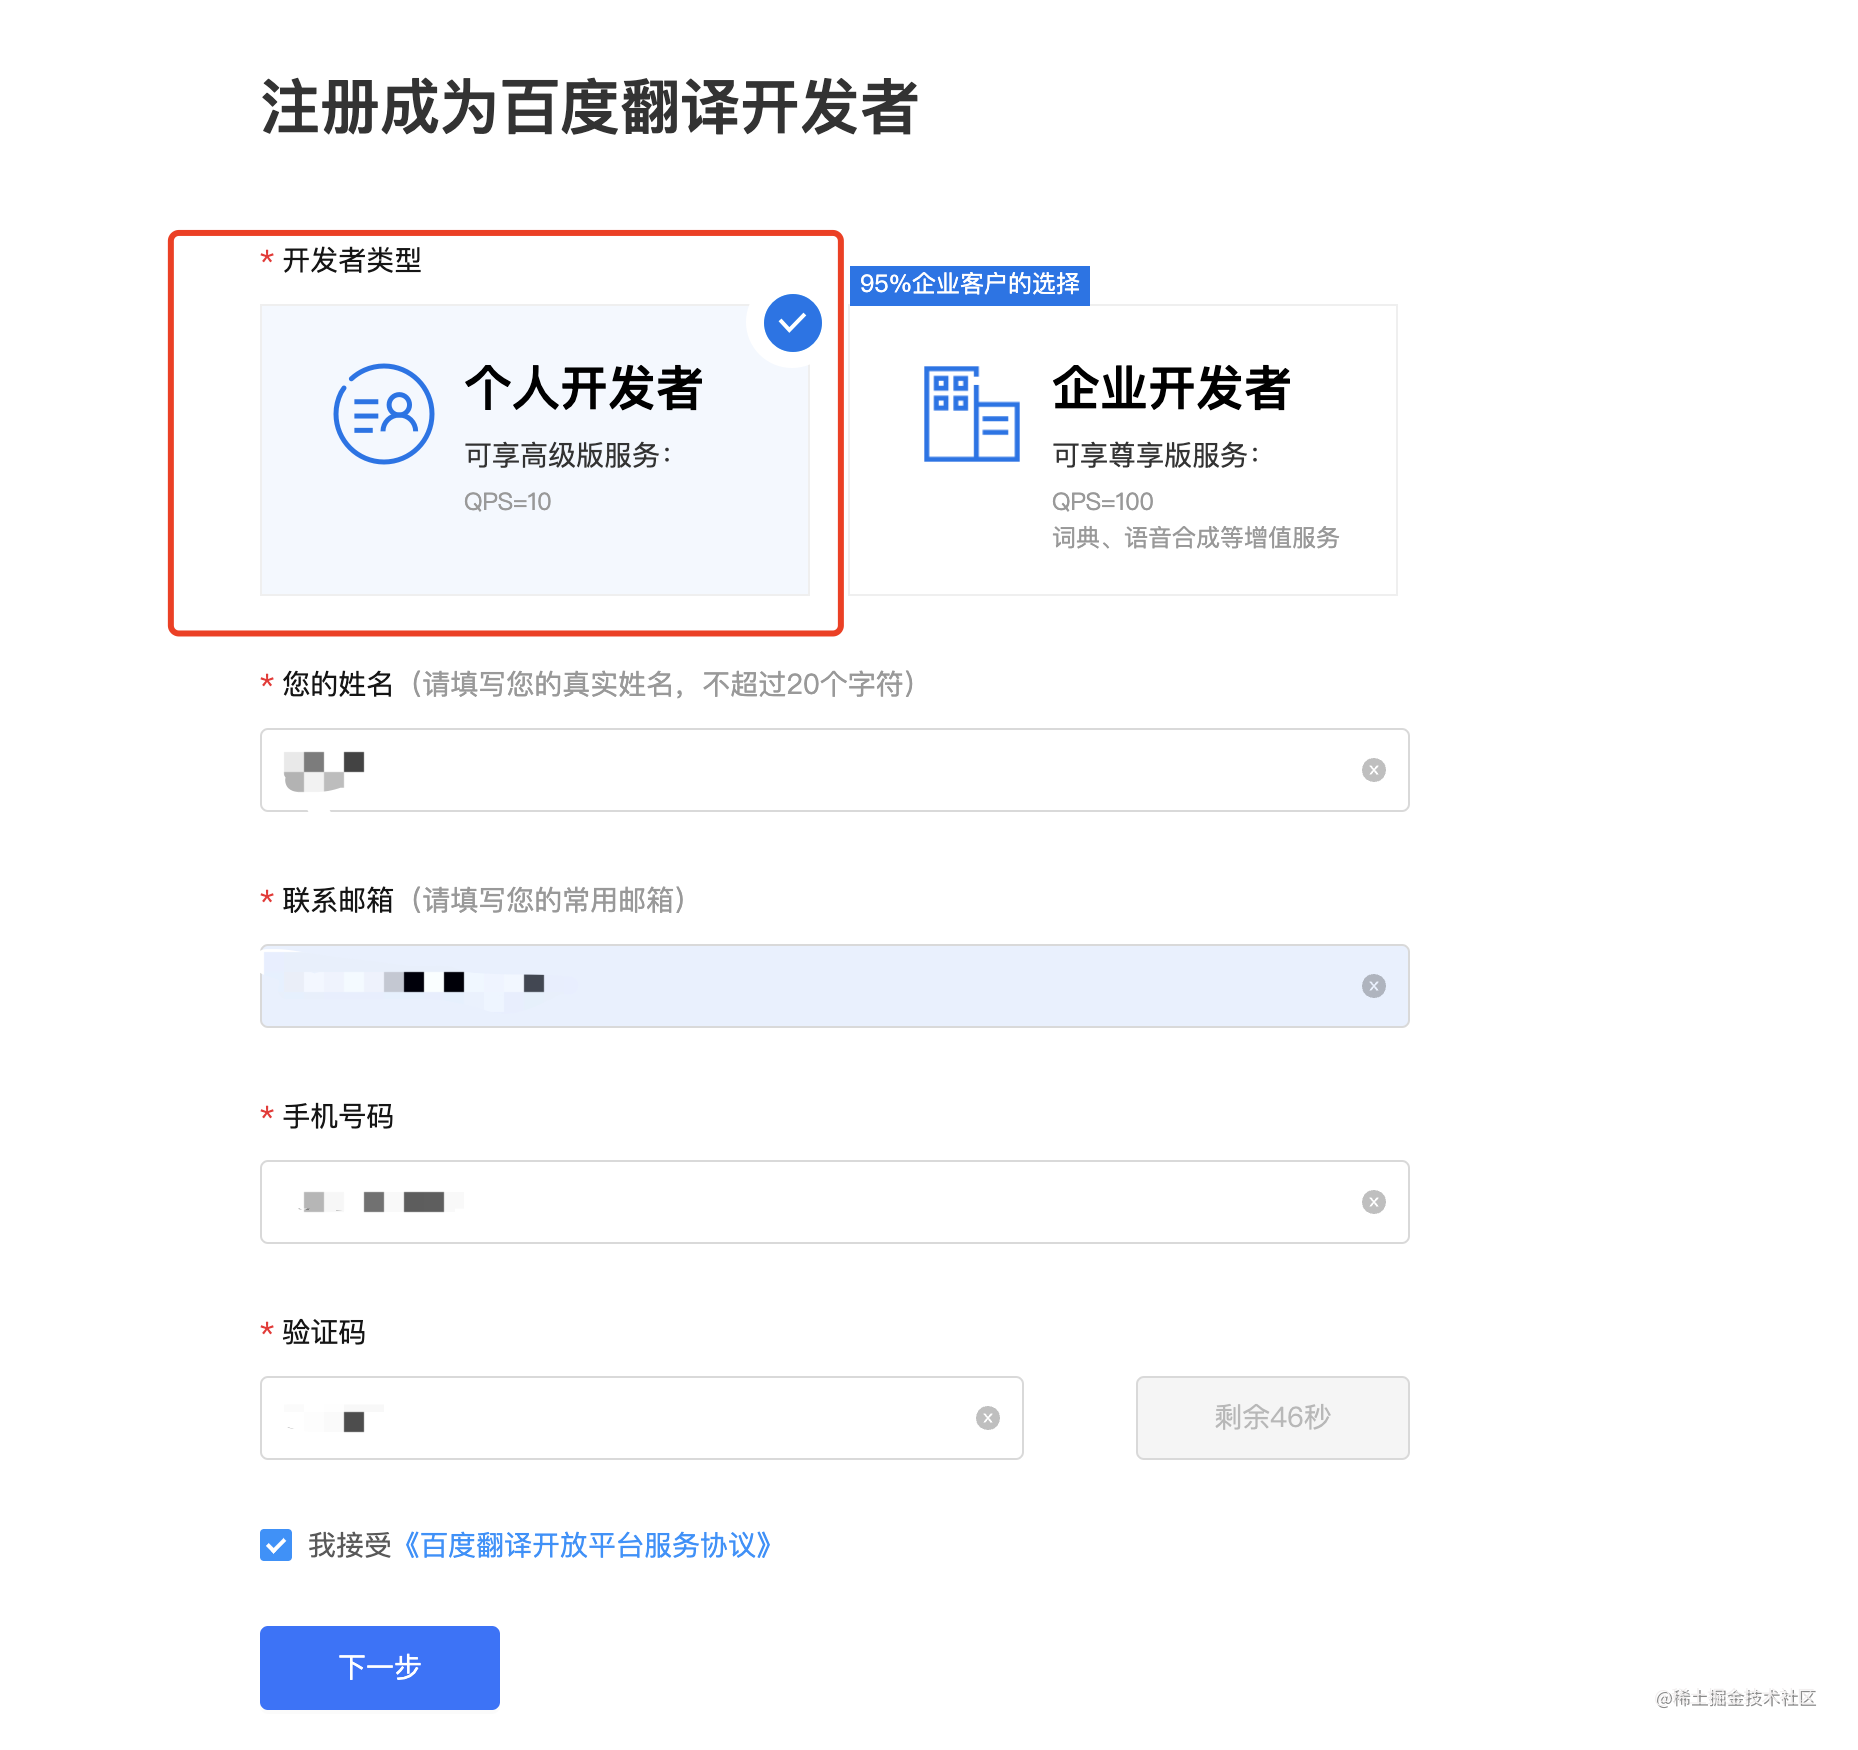 注册成为百度翻译开发者
* 开发者类型
95%企业客户的选择
个人开发者
可享高级版服务：
QPS=10
企业开发者
可享尊享版服务：
QPS=100
词典、语音合成等增值服务
* 您的姓名（请填写您的真实姓名，不超过20个字符）
* 联系邮箱（请填写您的常用邮箱）
* 手机号码
* 验证码
剩余46秒
我接受《百度翻译开放平台服务协议》
下一步
@稀土掘金技术社区